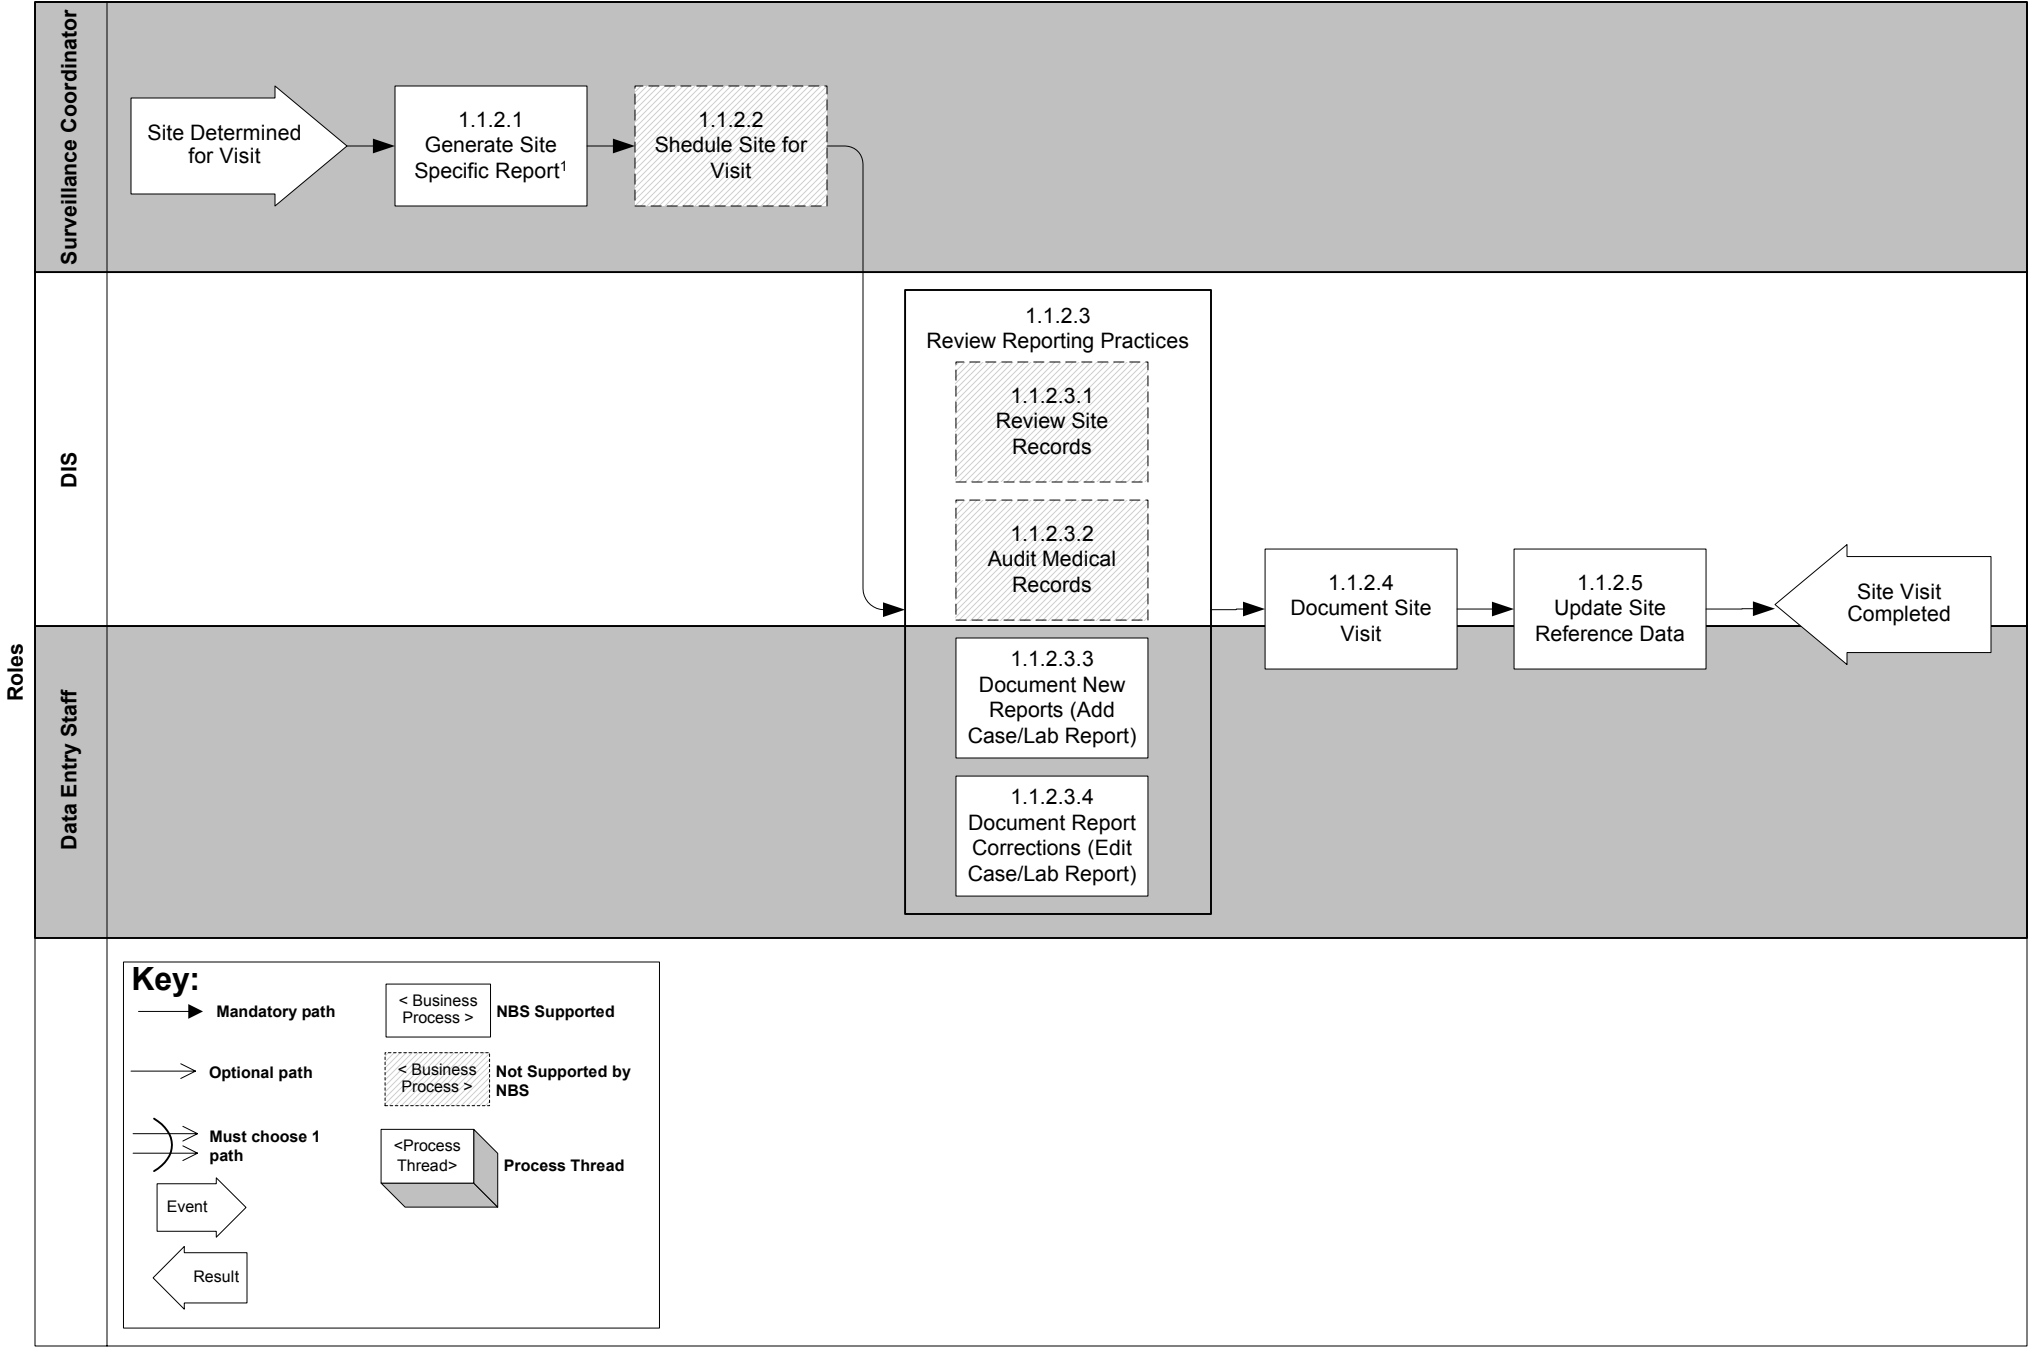 Roles
Surveillance Coordinator
Site Determined
for Visit
1.1.2.1
Generate Site
Specific Report1
1.1.2.2
Shedule Site for
Visit
DIS
1.1.2.3
Review Reporting Practices
1.1.2.3.1
Review Site
Records
1.1.2.3.2
Audit Medical
Records
1.1.2.4
Document Site
Visit
1.1.2.5
Update Site
Reference Data
Site Visit
Completed
Data Entry Staff
1.1.2.3.3
Document New
Reports (Add
Case/Lab Report)
1.1.2.3.4
Document Report
Corrections (Edit
Case/Lab Report)
Key:
Mandatory path
< Business
Process >
NBS Supported
Optional path
< Business
Process >
Not Supported by
NBS
Must choose 1
path
<Process
Thread>
Process Thread
Event
Result